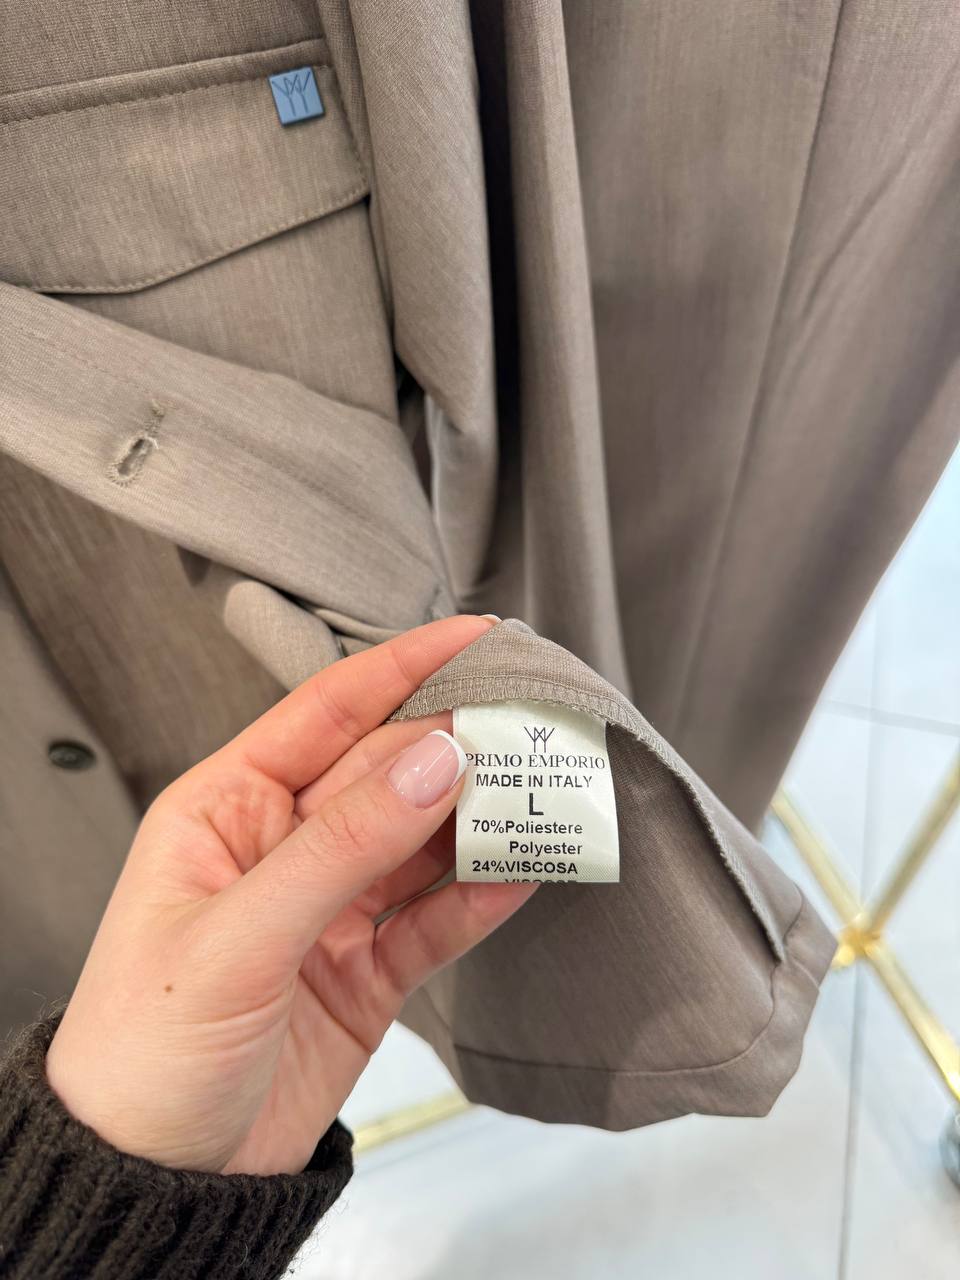 PRIMO EMPORIO
MADE IN ITALY
L
70%Poliestere
Polyester
24%VISCOSA